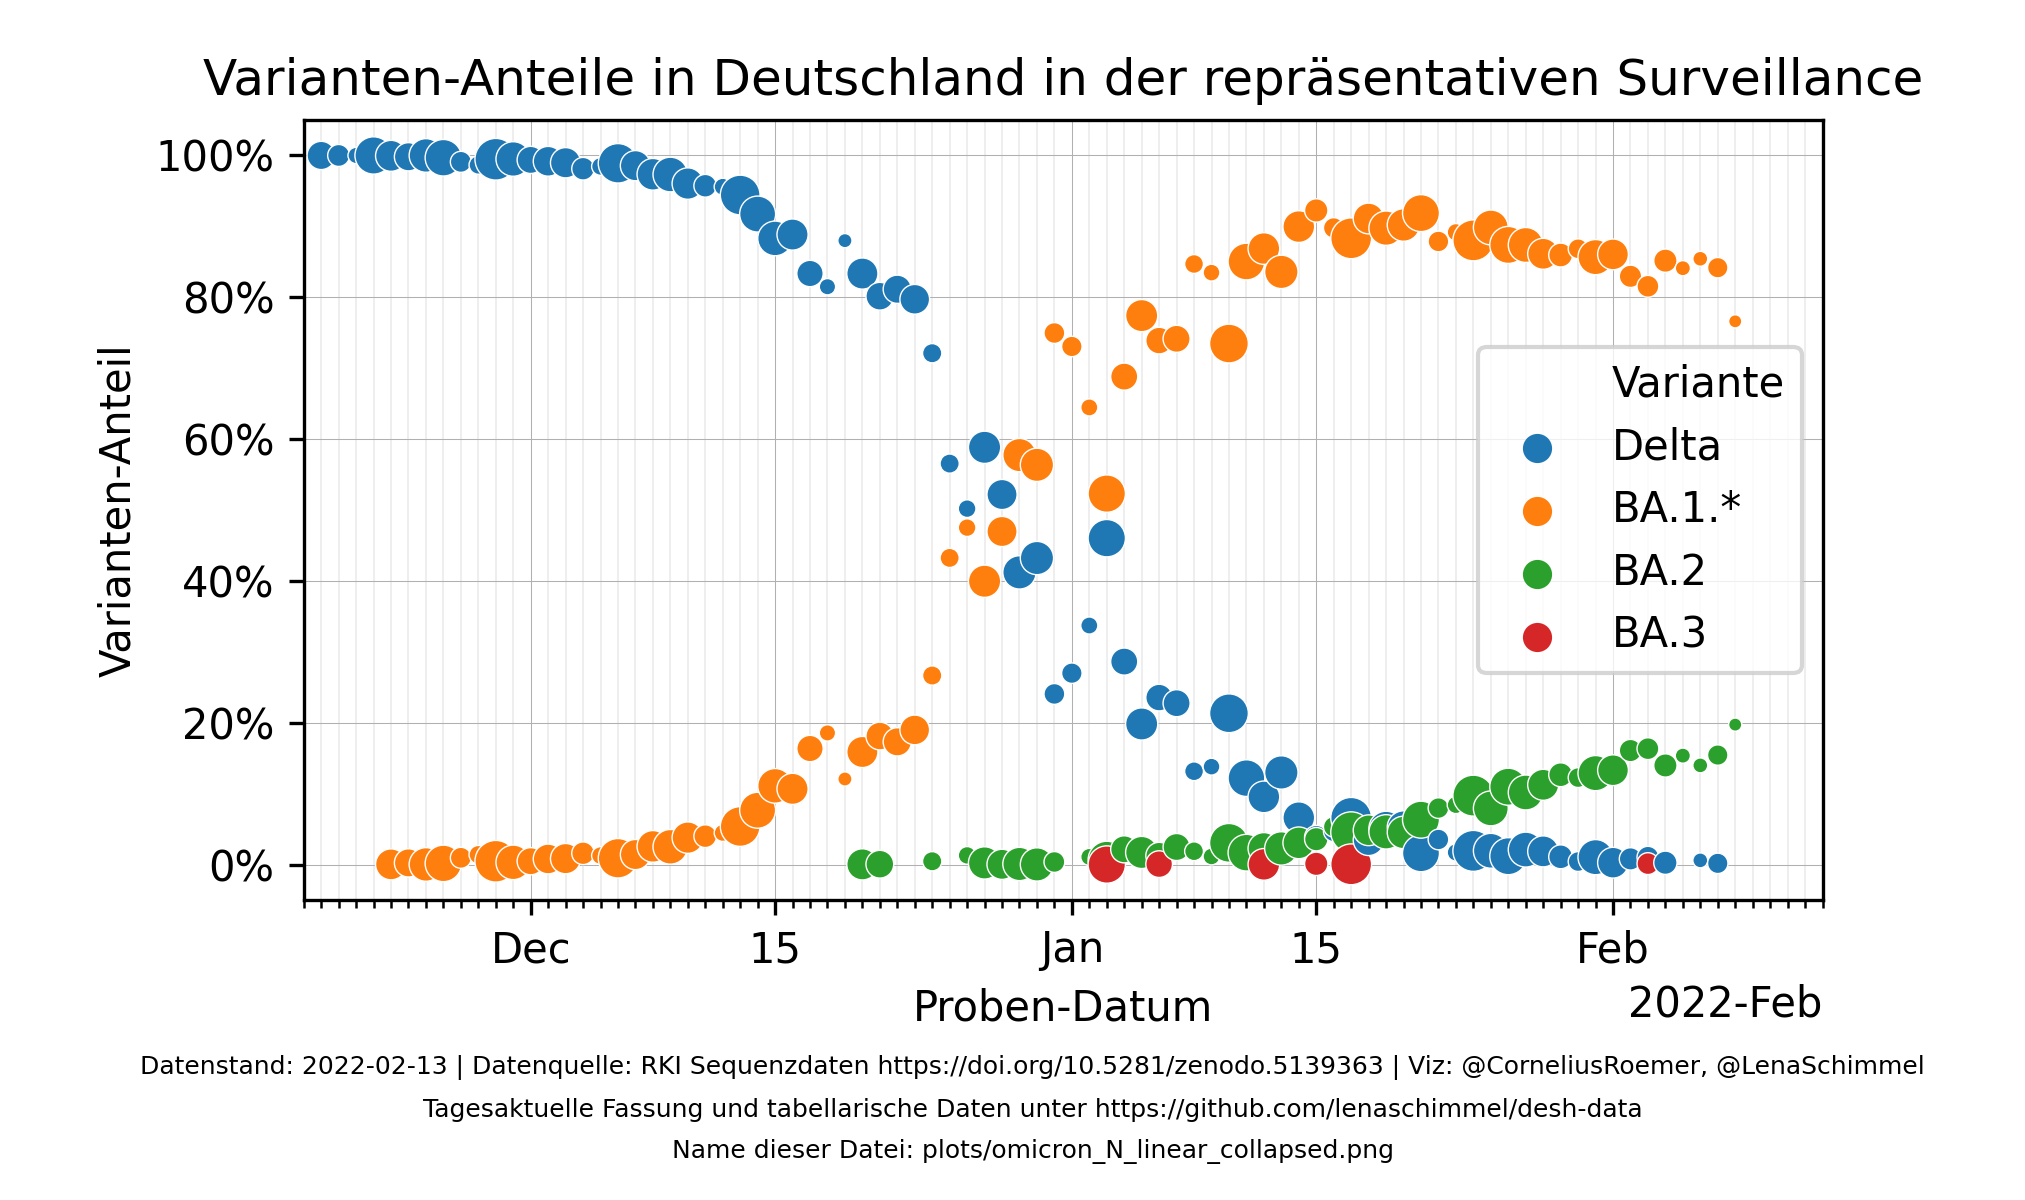 Varianten-Anteile in Deutschland in der repräsentativen Surveillance
100%
80%
60%
40%
20%
0%
Varianten-Anteil
Variante
Delta
BA.1.*
BA.2
BA.3
Dec
15
Jan
15
Feb
Proben-Datum
2022-Feb
Datenstand: 2022-02-13 | Datenquelle: RKI Sequenzdaten https://doi.org/10.5281/zenodo.5139363 | Viz: @CorneliusRoemer, @LenaSchimmel
Tagesaktuelle Fassung und tabellarische Daten unter https://github.com/lenaschimmel/desh-data
Name dieser Datei: plots/omicron_N_linear_collapsed.png